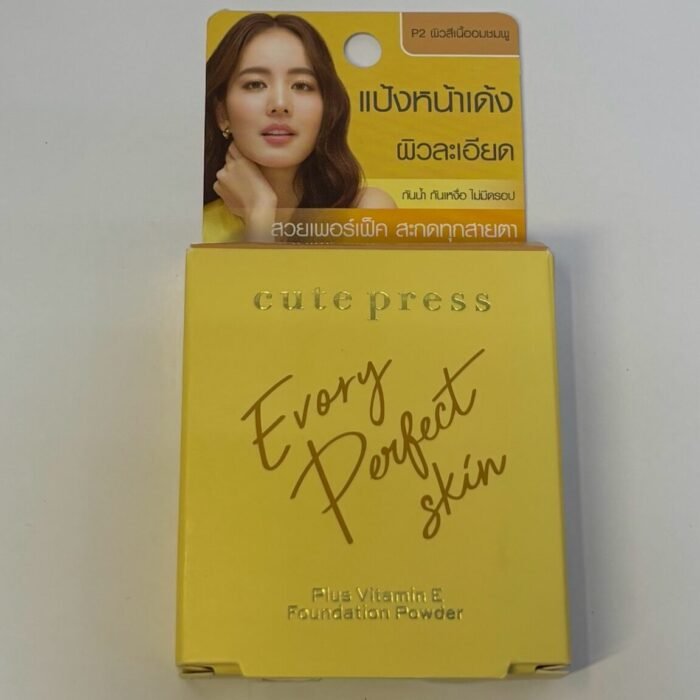 P2 ผิวสีเนื้ออมชมพู
แป้งหน้าเด้ง
ผิวละเอียด
กันน้ำ กันเหงื่อ ไม่มีดรอป
สวยเพอร์เฟ็ค สะกดทุกสายตา
cute press
Evory
Perfect
skin
Plus Vitamin E
Foundation Powder